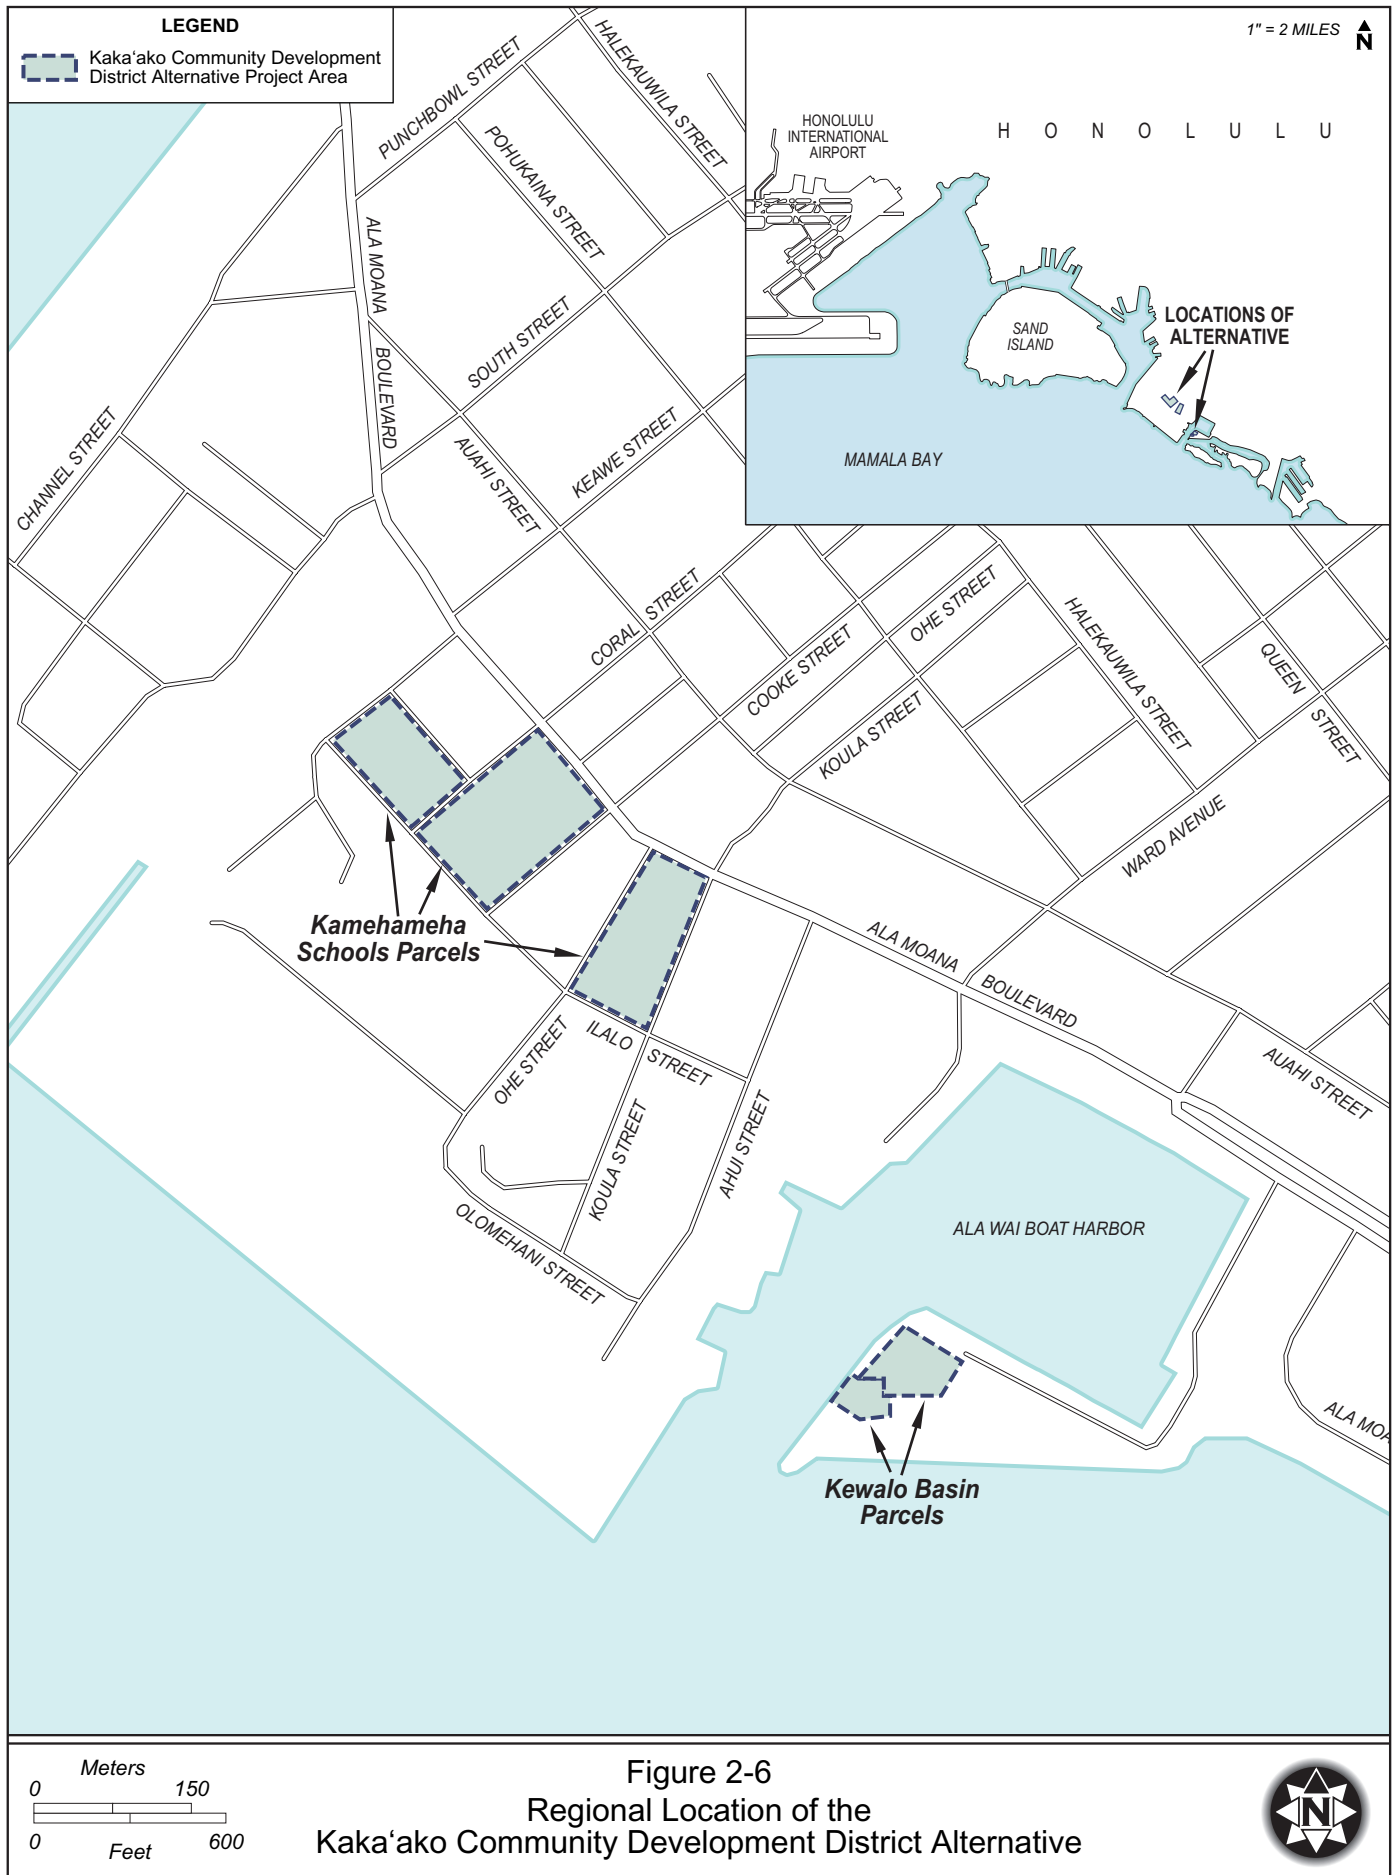 LEGEND
Kaka‘ako Community Development
District Alternative Project Area
1" = 2 MILES
N
HONOLULU
INTERNATIONAL
AIRPORT
H O N O L U L U
SAND
ISLAND
LOCATIONS OF
ALTERNATIVE
MAMALA BAY
PUNCHBOWL STREET
HALEKAUWILA STREET
POHUKAINA STREET
ALA MOANA
BOULEVARD
SOUTH STREET
AUAHI STREET
KEAWE STREET
CHANNEL STREET
CORAL STREET
COOKE STREET
OHE STREET
KOULA STREET
HALEKAUWILA STREET
QUEEN
STREET
WARD AVENUE
Kamehameha
Schools Parcels
ALA MOANA
BOULEVARD
AUAHI STREET
OHE STREET
ILALO
STREET
KOULA STREET
AHUI STREET
OLOMEHANI STREET
ALA WAI BOAT HARBOR
Kewalo Basin
Parcels
ALA MOA
Meters
0 150
0 600
Feet
Figure 2-6
Regional Location of the
Kaka‘ako Community Development District Alternative
N